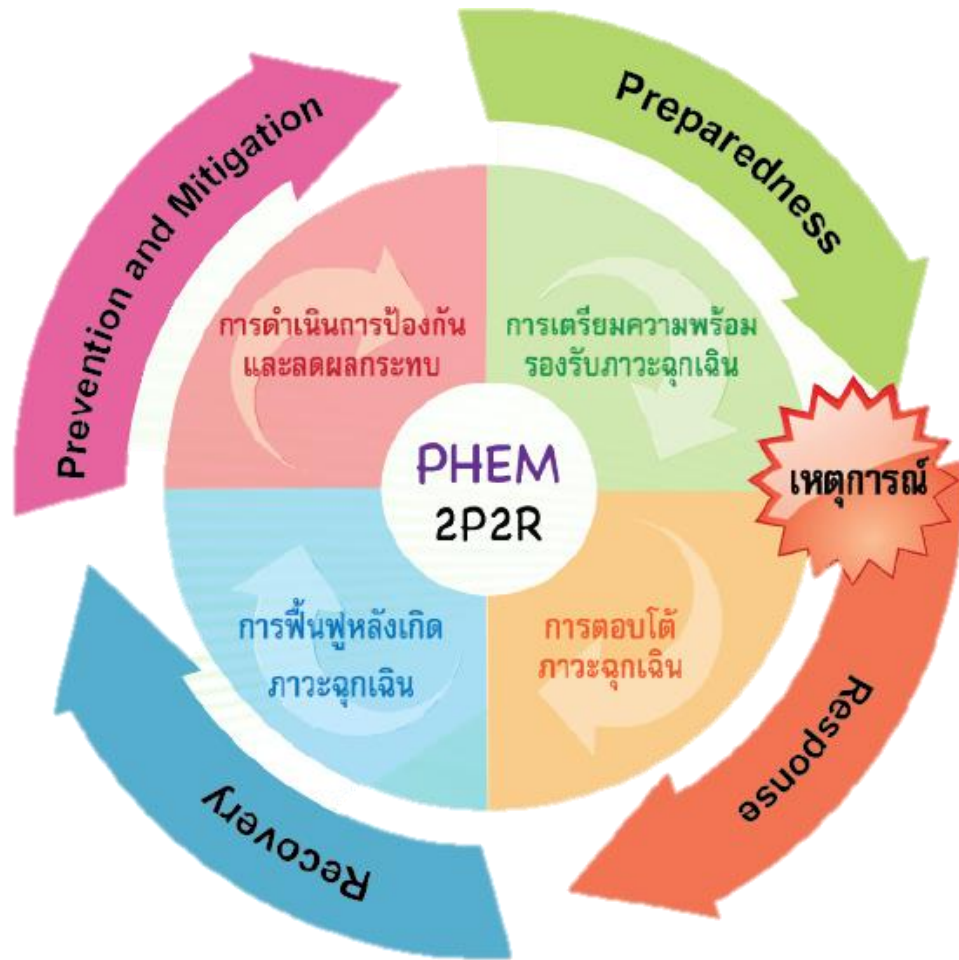 Prevention and Mitigation
Preparedness
การดำเนินการป้องกัน
และลดผลกระทบ
การเตรียมความพร้อม
รองรับภาวะฉุกเฉิน
PHEM
2P2R
เหตุการณ์
การฟื้นฟูหลังเกิด
ภาวะฉุกเฉิน
การตอบโต้
ภาวะฉุกเฉิน
Response
Recovery